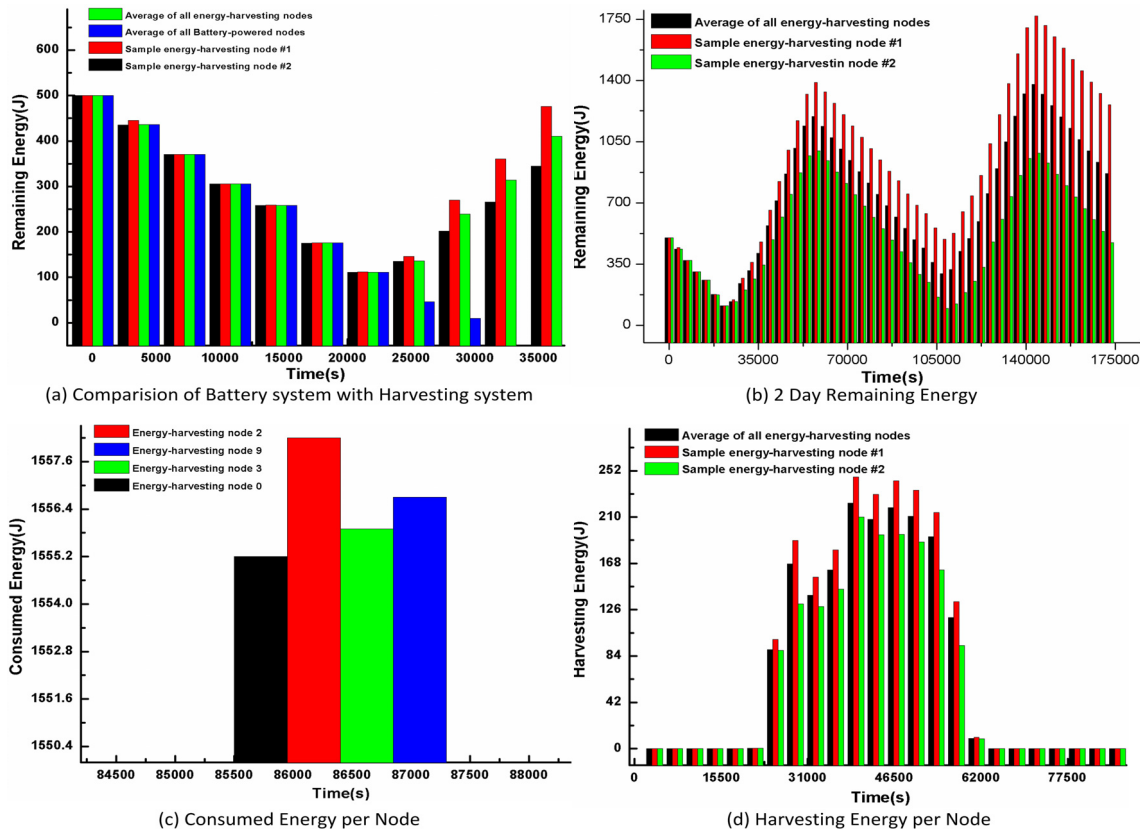 Average of all energy-harvesting nodes
Average of all Battery-powered nodes
Sample energy-harvesting node #1
Sample energy-harvesting node #2
600
500
400
300
200
100
0
Remaining Energy(J)
0
5000
10000
15000
20000
25000
30000
35000
Time(s)
(a) Comparision of Battery system with Harvesting system
Average of all energy-harvesting nodes
Sample energy-harvesting node #1
Sample energy-harvestin node #2
1750
1400
1050
700
350
0
Remaining Energy(J)
0
35000
70000
105000
140000
175000
Time(s)
(b) 2 Day Remaining Energy
Energy-harvesting node 2
Energy-harvesting node 9
Energy-harvesting node 3
Energy-harvesting node 0
1557.6
1556.4
1555.2
1554.0
1552.8
1551.6
1550.4
Consumed Energy(J)
84500
85000
85500
86000
86500
87000
87500
88000
Time(s)
(c) Consumed Energy per Node
Average of all energy-harvesting nodes
Sample energy-harvesting node #1
Sample energy-harvesting node #2
252
210
168
126
84
42
0
Harvesting Energy(J)
0
15500
31000
46500
62000
77500
Time(s)
(d) Harvesting Energy per Node